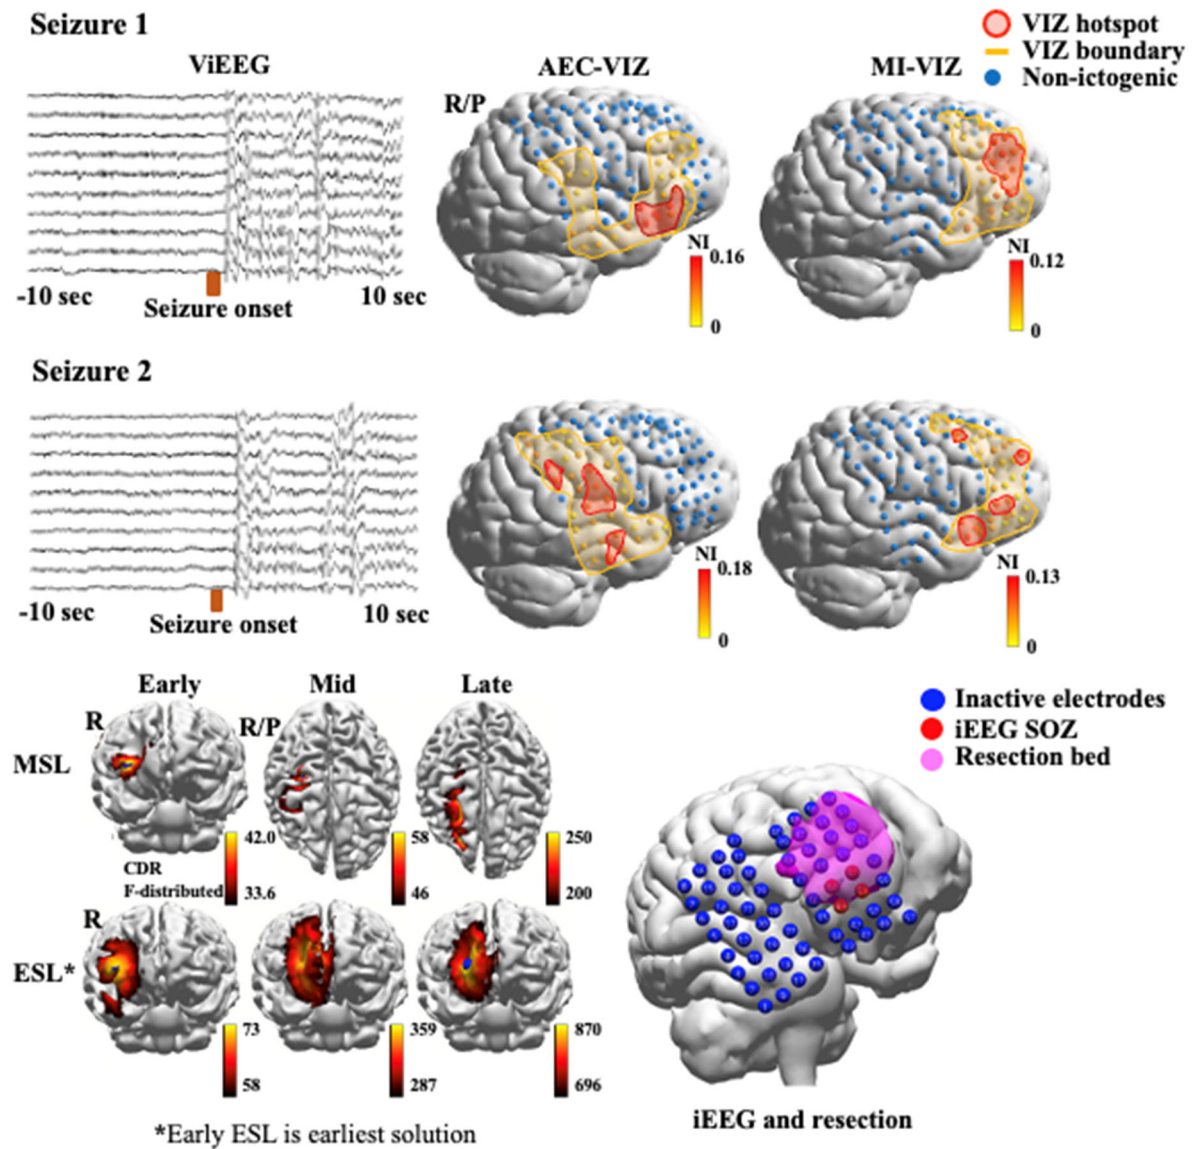 Seizure 1
VIZ hotspot
VIZ boundary
Non-ictogenic
ViEEG
AEC-VIZ
MI-VIZ
R/P
NI
0.16
0
NI
0.12
0
-10 sec
Seizure onset
10 sec
Seizure 2
NI
0.18
0
NI
0.13
0
-10 sec
Seizure onset
10 sec
Early
Mid
Late
R
R/P
MSL
42.0
33.6
58
46
250
200
CDR
F-distributed
R
ESL*
73
58
359
287
870
696
*Early ESL is earliest solution
Inactive electrodes
iEEG SOZ
Resection bed
iEEG and resection